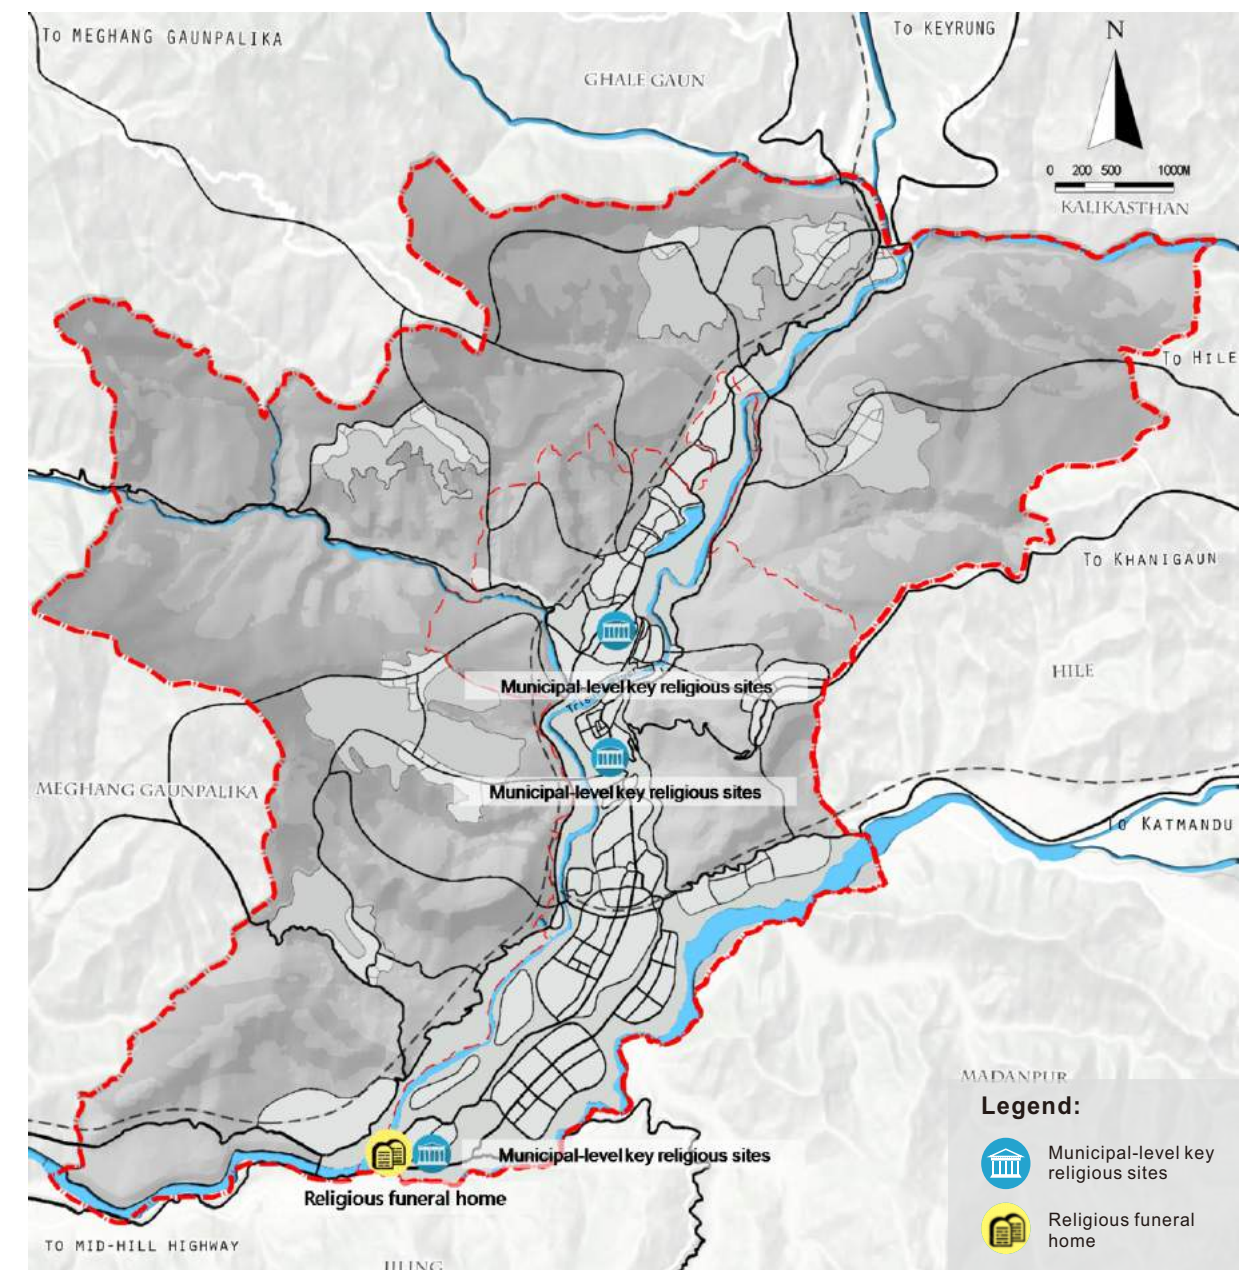 To MEGHANG GAUNPALIKA
To KEYRUNG
N
GHALE GAUN
0 200 500 1000M
KALIKASTHAN
To HILE
To KHANIGAUN
HILE
Municipal-level key religious sites
MEGHANG GAUNPALIKA
Municipal-level key religious sites
To KATMANDU
MADANPUR
Legend:
Municipal-level key
religious sites
Municipal-level key religious sites
Religious funeral home
Religious funeral
home
TO MID-HILL HIGHWAY